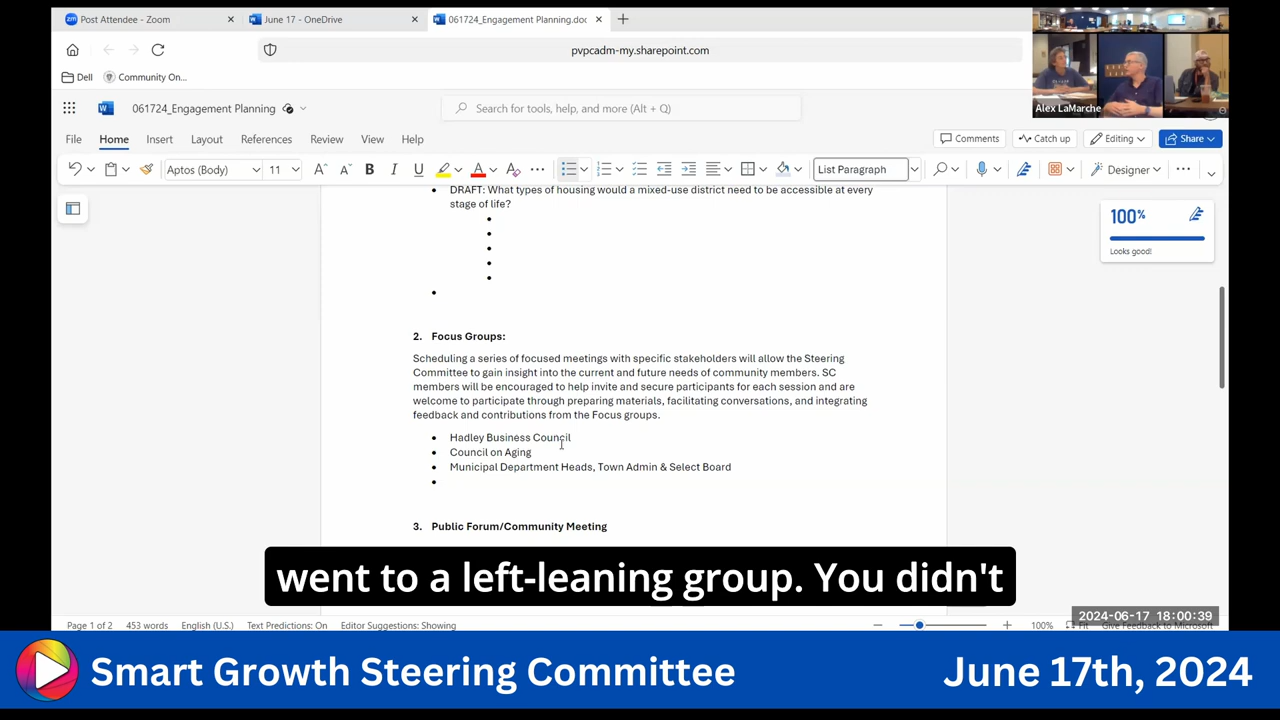 Post Attendee - Zoom
June 17 - OneDrive
061724_Engagement Planning.doc
pvpcadm-my.sharepoint.com
Dell
Community On...
Alex LaMarche
061724_Engagement Planning
Search for tools, help, and more (Alt + Q)
File Home Insert Layout References Review View Help
Comments Catch up Editing Share
Aptos (Body) 11 List Paragraph Designer
DRAFT: What types of housing would a mixed-use district need to be accessible at every
stage of life?
100%
Looks good!
2. Focus Groups:
Scheduling a series of focused meetings with specific stakeholders will allow the Steering
Committee to gain insight into the current and future needs of community members. SC
members will be encouraged to help invite and secure participants for each session and are
welcome to participate through preparing materials, facilitating conversations, and integrating
feedback and contributions from the Focus groups.
Hadley Business Council
Council on Aging
Municipal Department Heads, Town Admin & Select Board
3. Public Forum/Community Meeting
went to a left-leaning group. You didn't
2024-06-17 18:00:39
Page 1 of 2 453 words English (U.S.) Text Predictions: On Editor Suggestions: Showing 100% Fit Give Feedback to Microsoft
Smart Growth Steering Committee June 17th, 2024